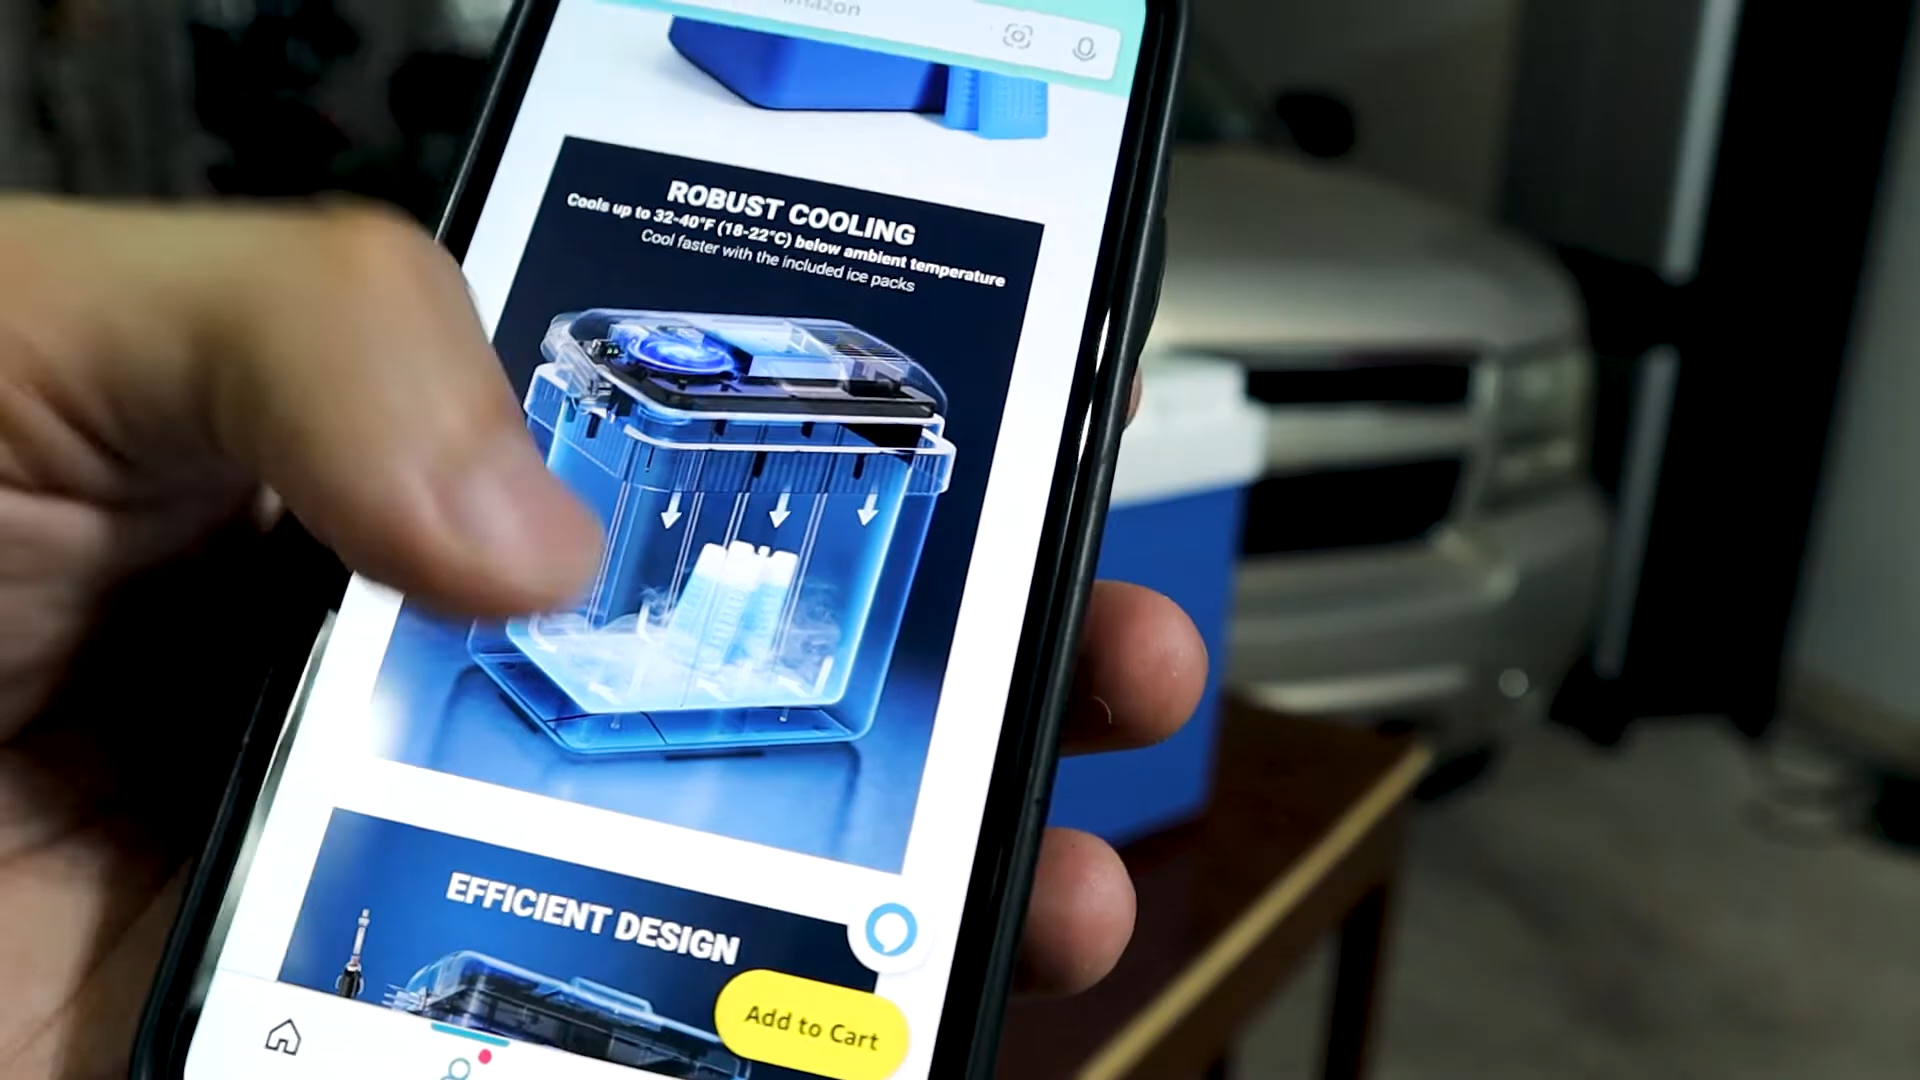 amazon
ROBUST COOLING
Cools up to 32-40°F (18-22°C) below ambient temperature
Cool faster with the included ice packs
EFFICIENT DESIGN
Add to Cart